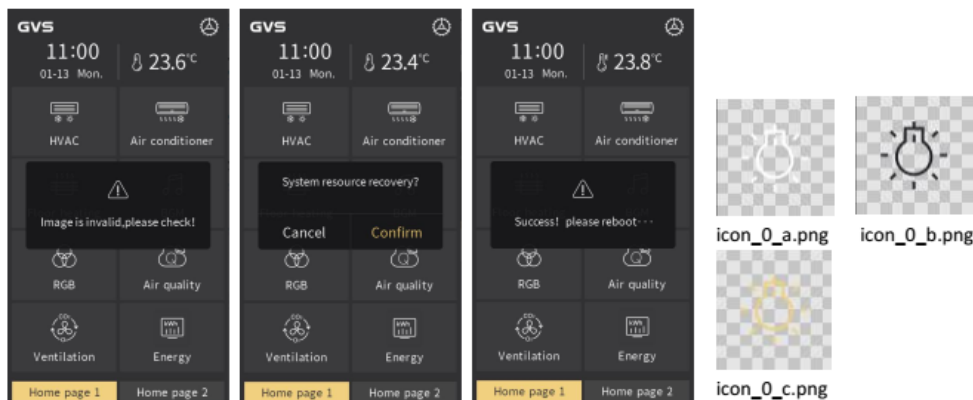 GVS
11:00
01-13 Mon.
23.6°C
HVAC
Air conditioner
Image is invalid,please check!
RGB
Air quality
Ventilation
Energy
Home page 1
Home page 2
GVS
11:00
01-13 Mon.
23.4°C
HVAC
Air conditioner
System resource recovery?
Cancel
Confirm
RGB
Air quality
Ventilation
Energy
Home page 1
Home page 2
GVS
11:00
01-13 Mon.
23.8°C
HVAC
Air conditioner
Success! please reboot···
RGB
Air quality
Ventilation
Energy
Home page 1
Home page 2
icon_0_a.png
icon_0_b.png
icon_0_c.png